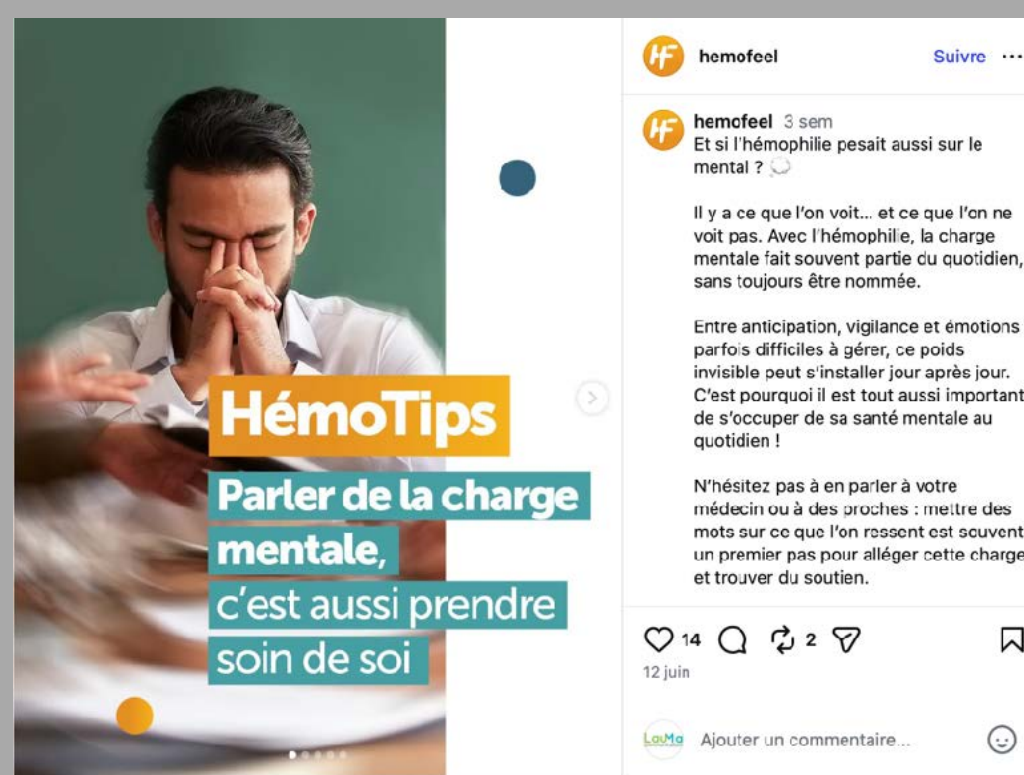 HémoTips
Parler de la charge
mentale,
c'est aussi prendre
soin de soi
HF
hemofeel
Suivre
HF
hemofeel 3 sem
Et si l'hémophilie pesait aussi sur le
mental ?
Il y a ce que l'on voit... et ce que l'on ne
voit pas. Avec l'hémophilie, la charge
mentale fait souvent partie du quotidien,
sans toujours être nommée.
Entre anticipation, vigilance et émotions
parfois difficiles à gérer, ce poids
invisible peut s'installer jour après jour.
C'est pourquoi il est tout aussi important
de s'occuper de sa santé mentale au
quotidien !
N'hésitez pas à en parler à votre
médecin ou à des proches : mettre des
mots sur ce que l'on ressent est souvent
un premier pas pour alléger cette charge
et trouver du soutien.
14
2
12 juin
LauMa
Ajouter un commentaire...